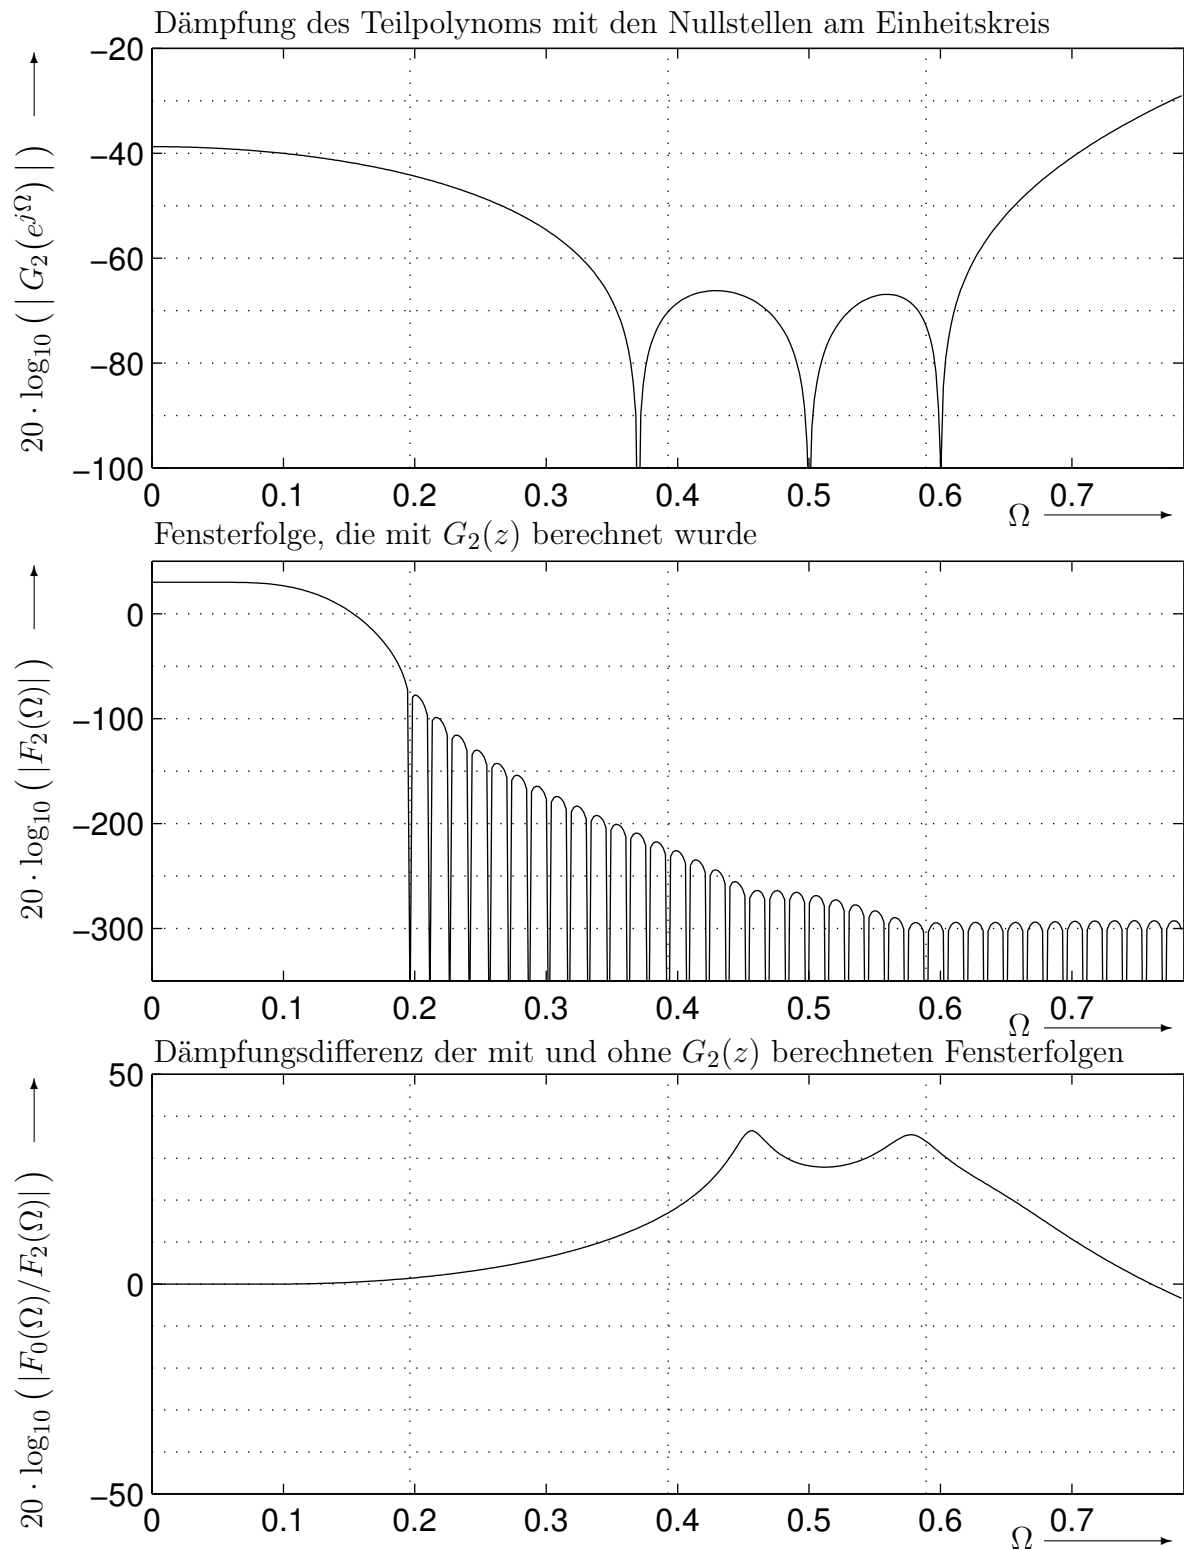 Dämpfung des Teilpolynoms mit den Nullstellen am Einheitskreis
20 · log₁₀( |G₂(e^{jΩ})| )
−20
−40
−60
−80
−100
0 0.1 0.2 0.3 0.4 0.5 0.6 0.7
Ω
Fensterfolge, die mit G₂(z) berechnet wurde
20 · log₁₀( |F₂(Ω)| )
0
−100
−200
−300
0 0.1 0.2 0.3 0.4 0.5 0.6 0.7
Ω
Dämpfungsdifferenz der mit und ohne G₂(z) berechneten Fensterfolgen
20 · log₁₀( |F₀(Ω)/F₂(Ω)| )
50
0
−50
0 0.1 0.2 0.3 0.4 0.5 0.6 0.7
Ω